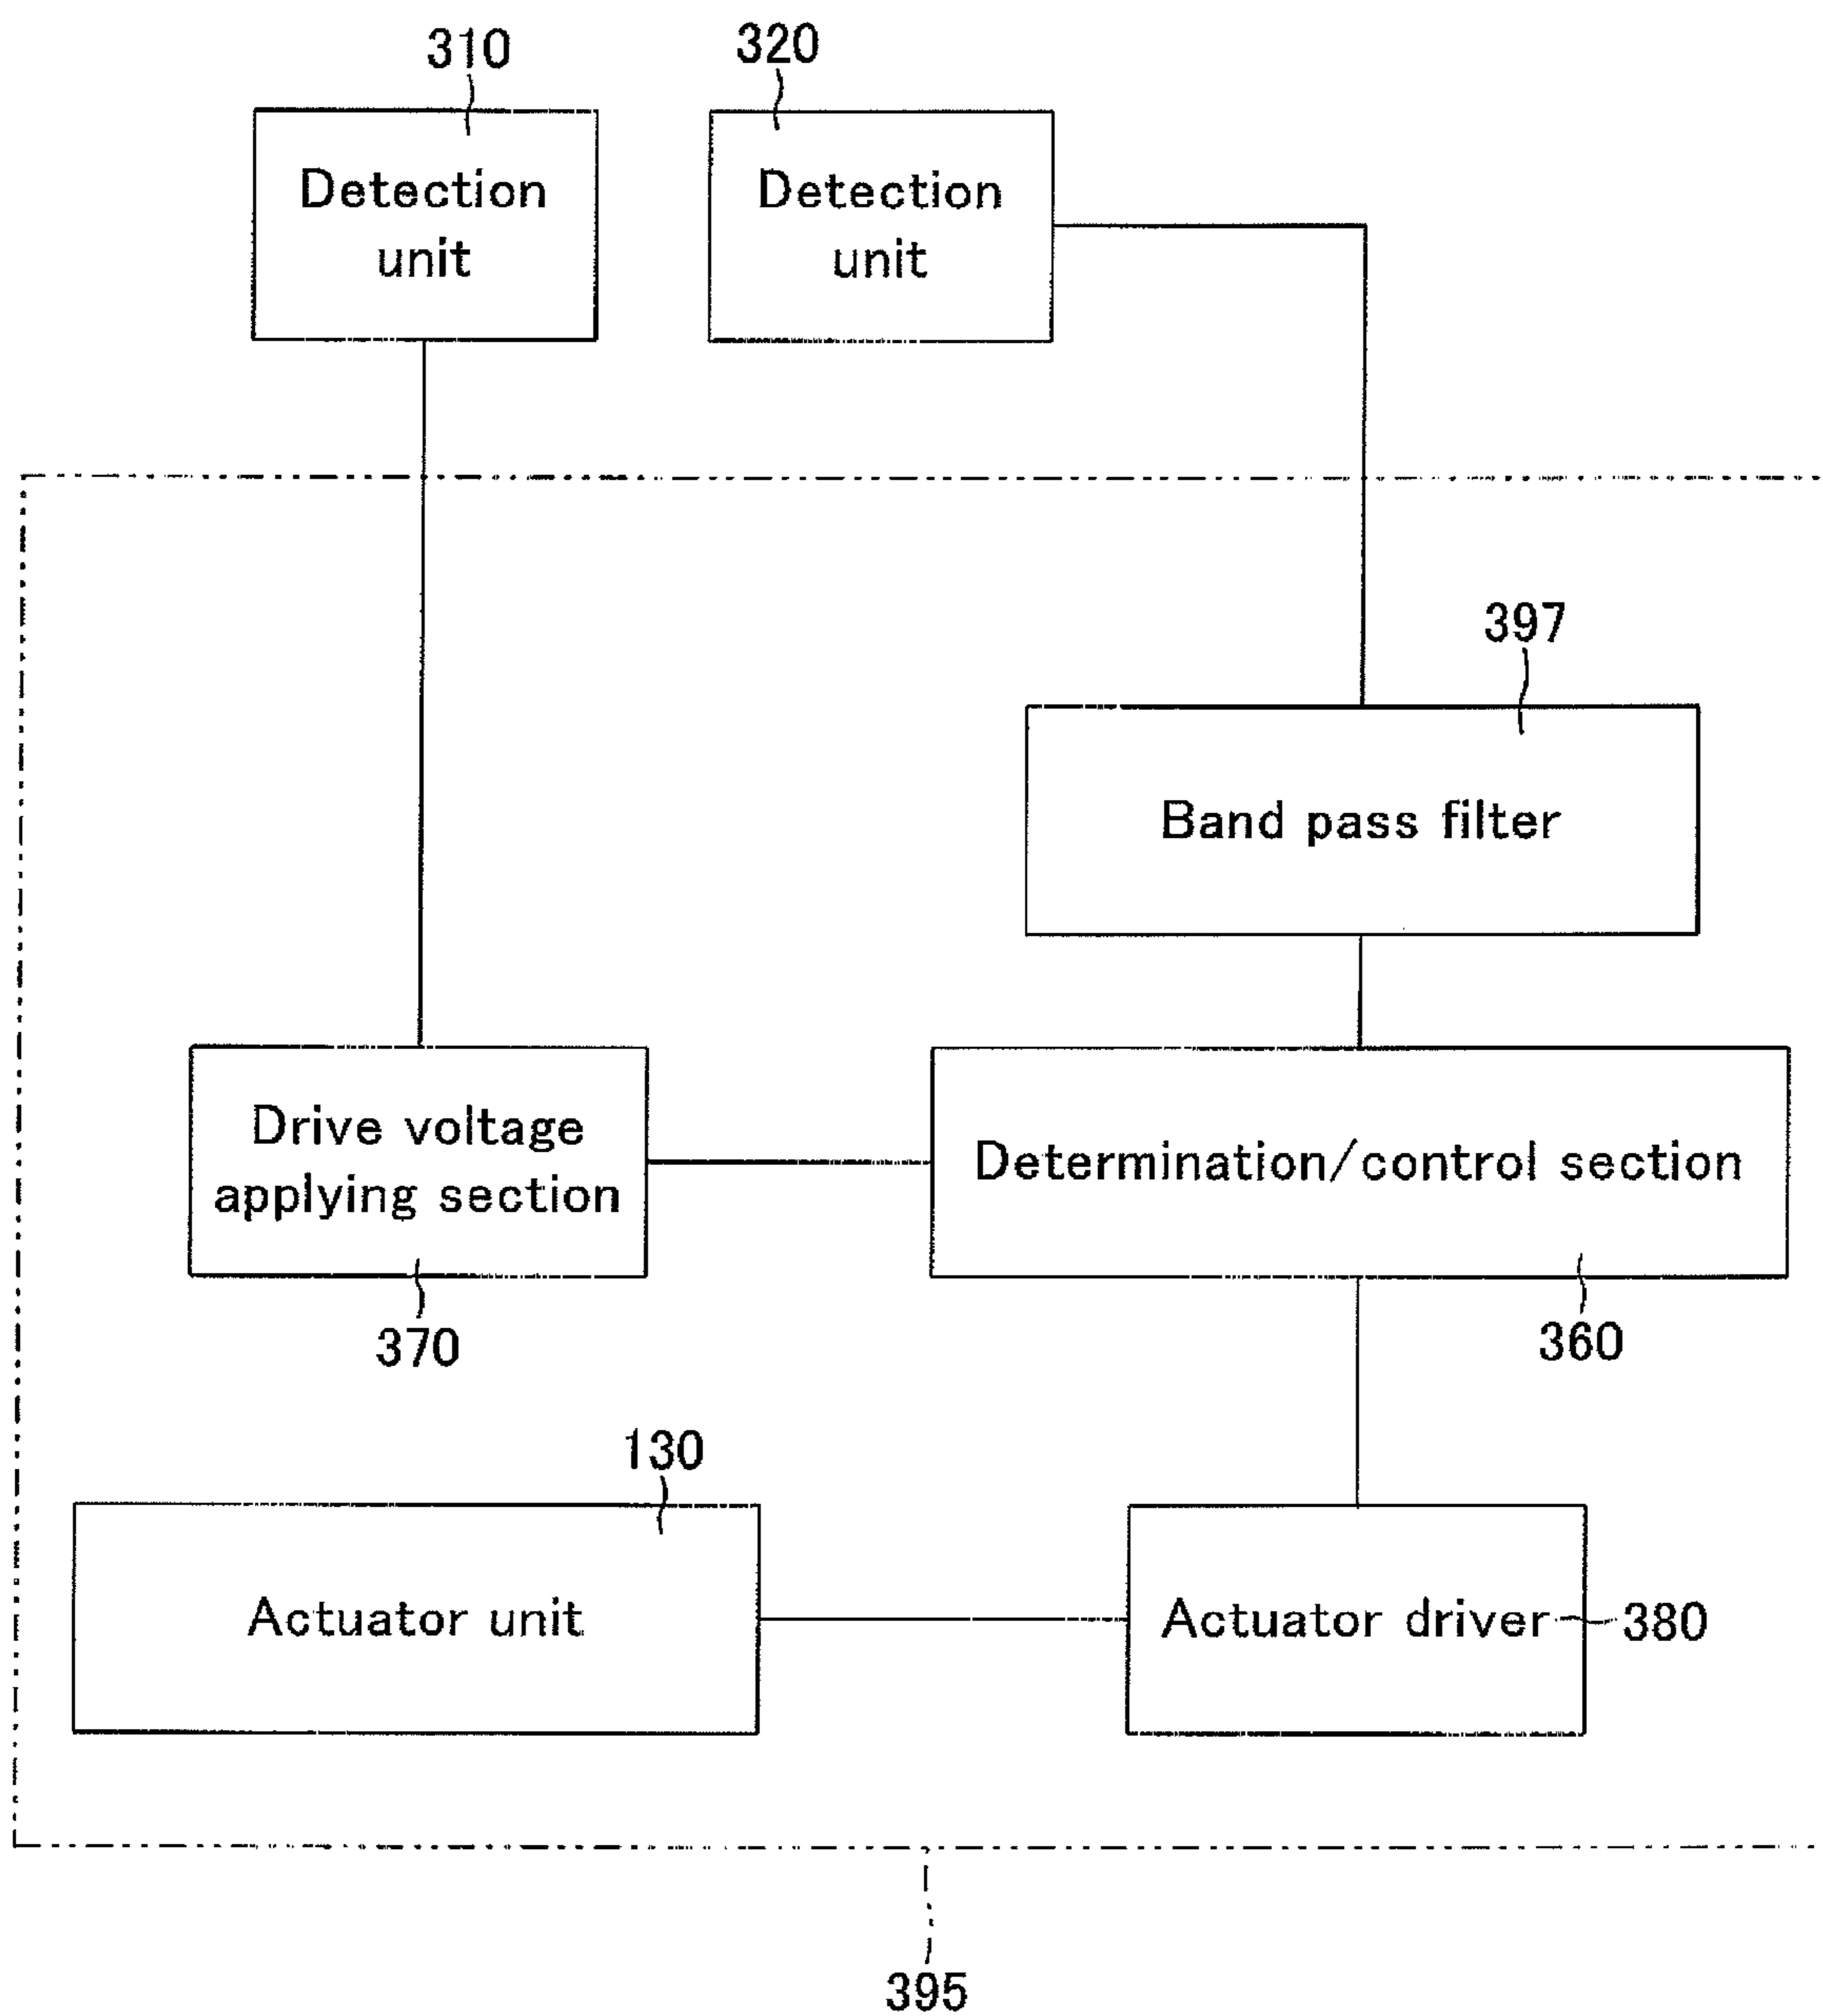 310
320
Detection
unit
Detection
unit
397
Band pass filter
Drive voltage
applying section
Determination/control section
370
360
130
Actuator unit
Actuator driver
380
395